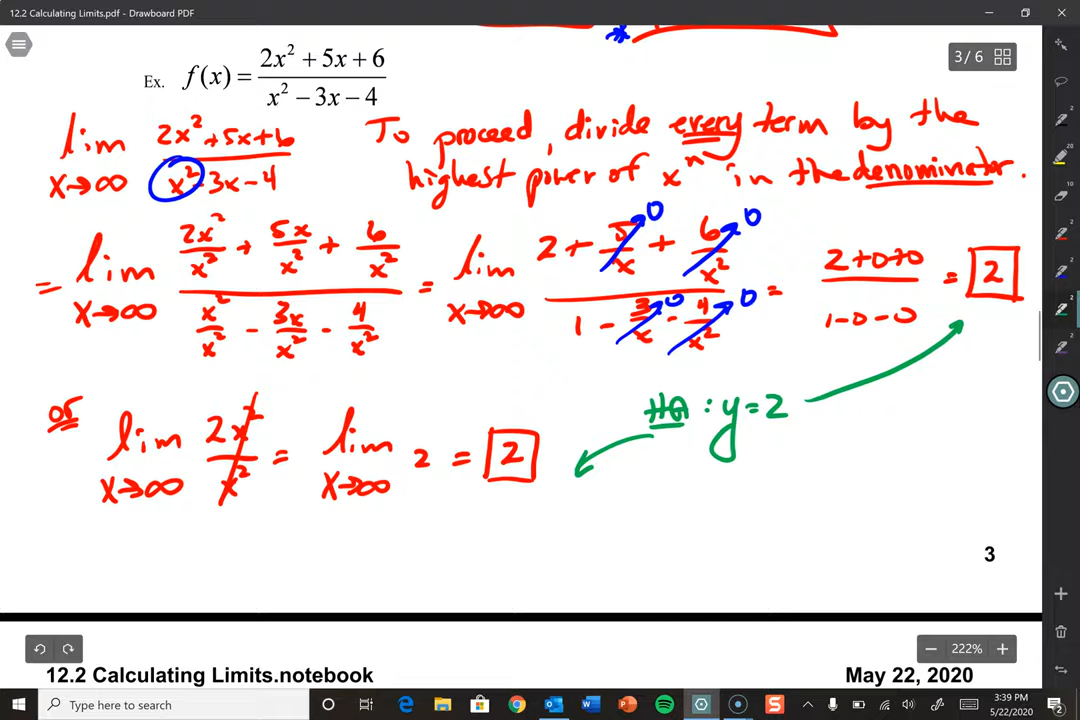 12.2 Calculating Limits.pdf - Drawboard PDF
3 / 6
Ex. f(x) = (2x² + 5x + 6)/(x² − 3x − 4)
lim x→∞ (2x²+5x+6)/(x²-3x-4) To proceed, divide every term by the
highest power of xⁿ in the denominator.
= lim x→∞ (2x²/x² + 5x/x² + 6/x²)/(x²/x² - 3x/x² - 4/x²) = lim x→∞ (2 + 5/x→0 + 6/x²→0)/(1 - 3/x→0 - 4/x²→0) = (2+0+0)/(1-0-0) = 2
HA : y=2
or lim x→∞ 2x²/x² = lim x→∞ 2 = 2
3
222%
12.2 Calculating Limits.notebook May 22, 2020
Type here to search
3:39 PM
5/22/2020